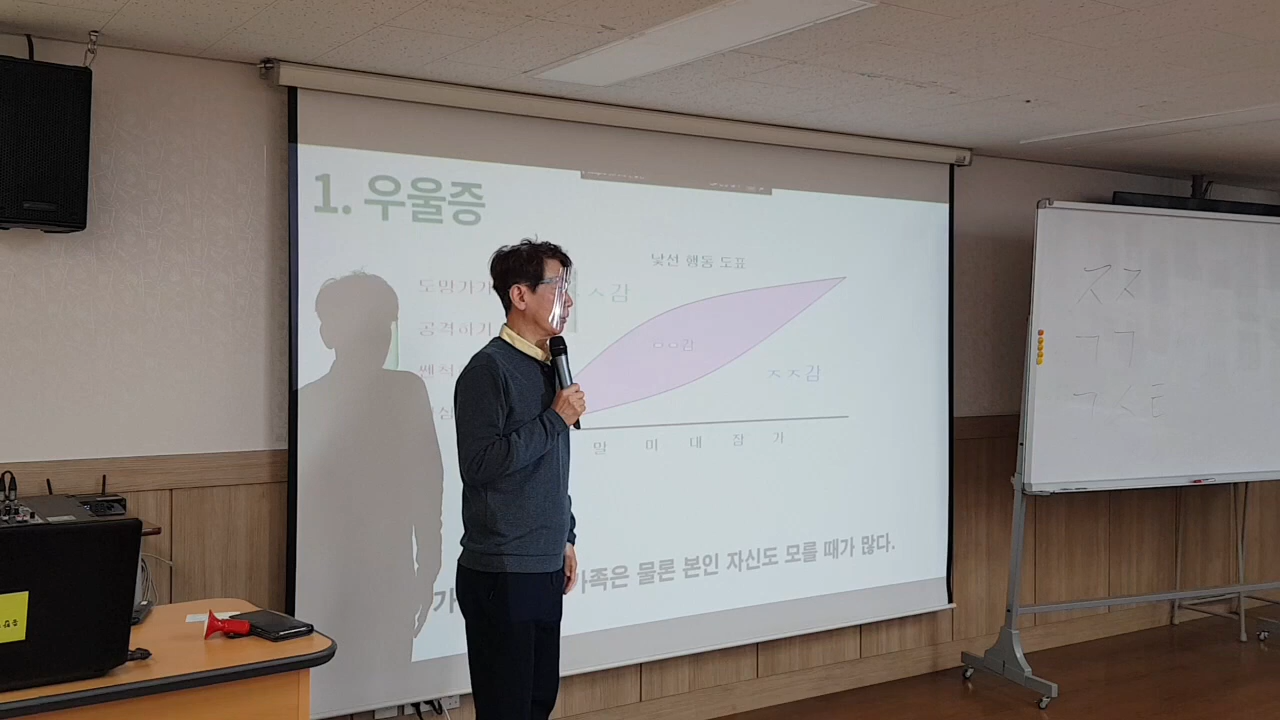 1. 우울증
낯선 행동 도표
도망가기
ㅅ감
공격하기
ㅇㅇ감
ㅈㅈ감
말 미 대 잠 가
가족은 물론 본인 자신도 모를 때가 많다.
ㅈㅈ
ㄱㄱ
ㄱㅅㅌ